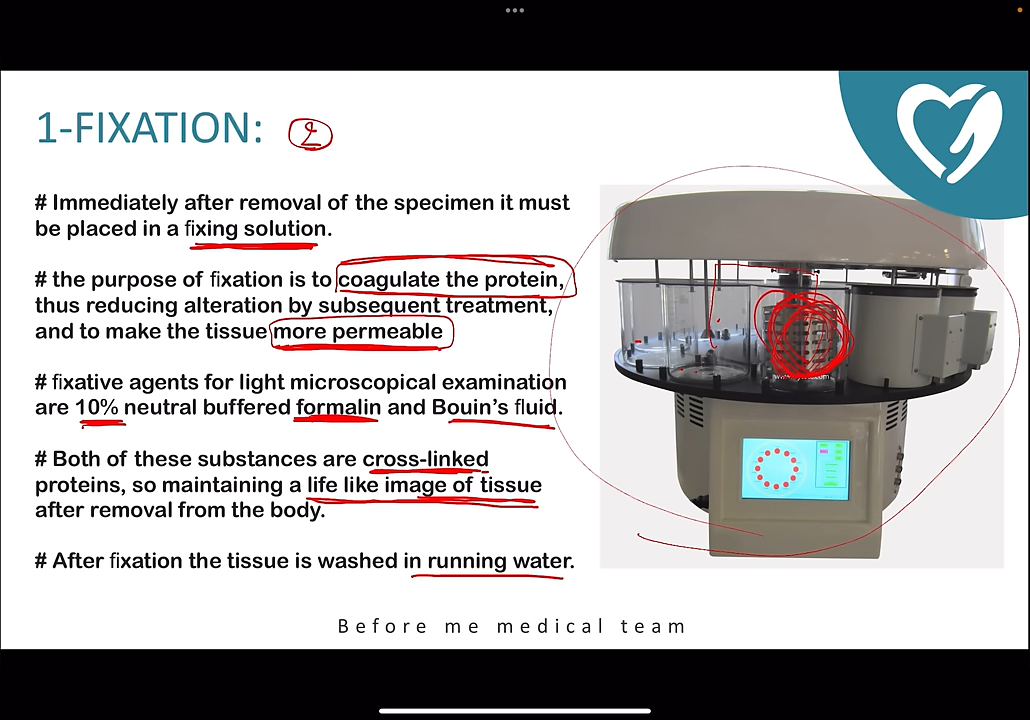 1-FIXATION: 2
# Immediately after removal of the specimen it must
be placed in a fixing solution.
# the purpose of fixation is to coagulate the protein,
thus reducing alteration by subsequent treatment,
and to make the tissue more permeable
# fixative agents for light microscopical examination
are 10% neutral buffered formalin and Bouin's fluid.
# Both of these substances are cross-linked
proteins, so maintaining a life like image of tissue
after removal from the body.
# After fixation the tissue is washed in running water.
Before me medical team